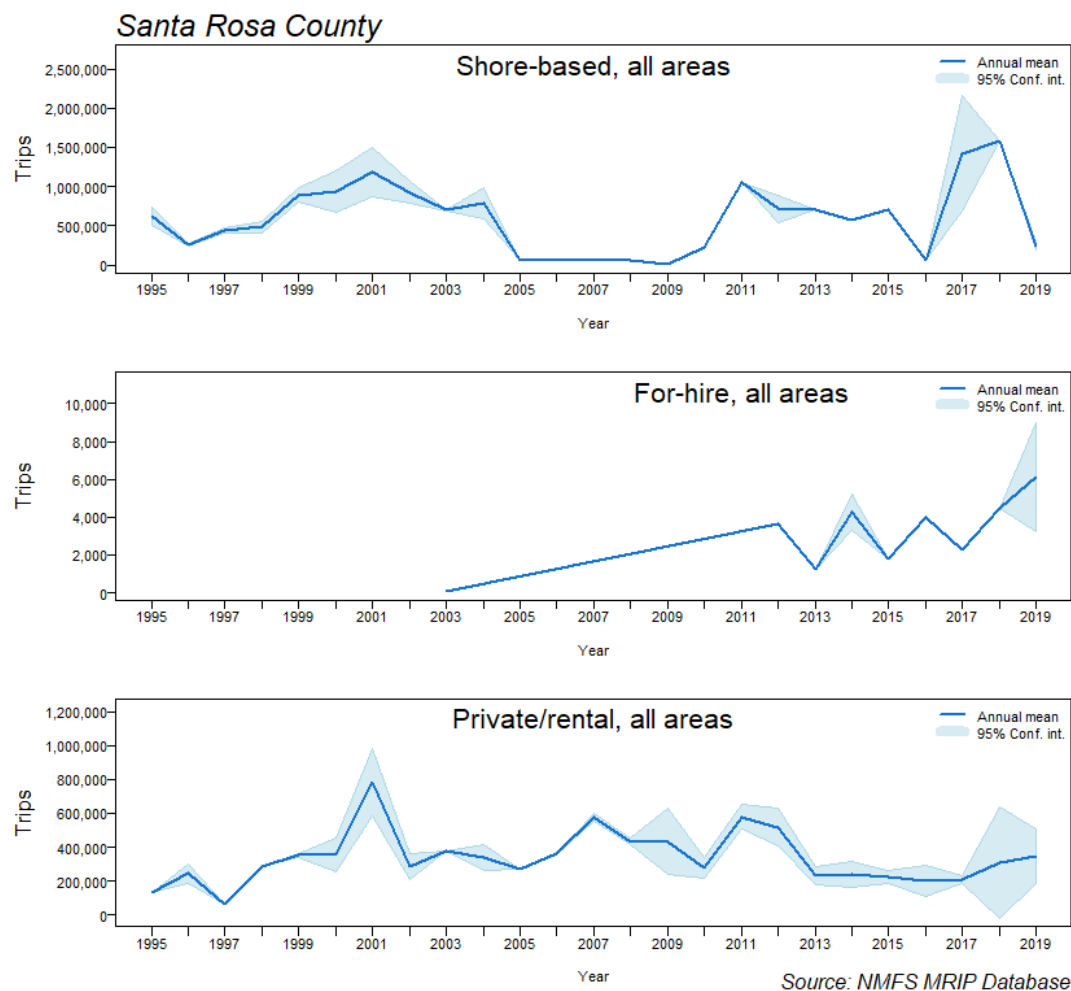 Santa Rosa County
Shore-based, all areas
Annual mean
95% Conf. int.
Trips
2,500,000
2,000,000
1,500,000
1,000,000
500,000
0
1995 1997 1999 2001 2003 2005 2007 2009 2011 2013 2015 2017 2019
Year
For-hire, all areas
Annual mean
95% Conf. int.
Trips
10,000
8,000
6,000
4,000
2,000
0
1995 1997 1999 2001 2003 2005 2007 2009 2011 2013 2015 2017 2019
Year
Private/rental, all areas
Annual mean
95% Conf. int.
Trips
1,200,000
1,000,000
800,000
600,000
400,000
200,000
0
1995 1997 1999 2001 2003 2005 2007 2009 2011 2013 2015 2017 2019
Year
Source: NMFS MRIP Database